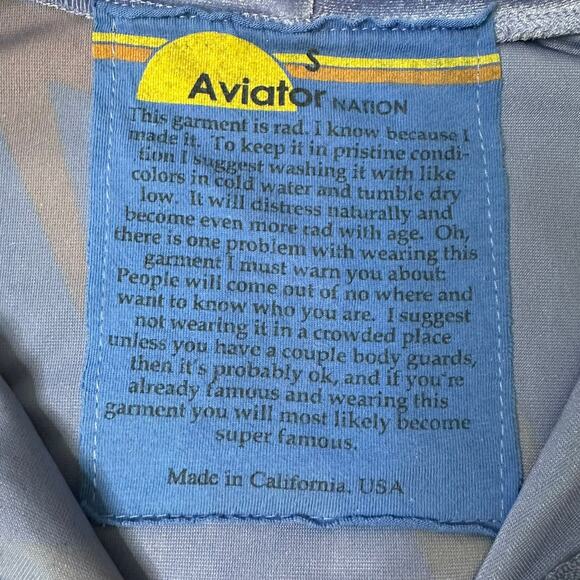 S
Aviator NATION
This garment is rad. I know because I
made it. To keep it in pristine condi-
tion I suggest washing it with like
colors in cold water and tumble dry
low. It will distress naturally and
become even more rad with age. Oh,
there is one problem with wearing this
garment I must warn you about:
People will come out of no where and
want to know who you are. I suggest
not wearing it in a crowded place
unless you have a couple body guards,
then it's probably ok, and if you're
already famous and wearing this
garment you will most likely become
super famous.
Made in California, USA